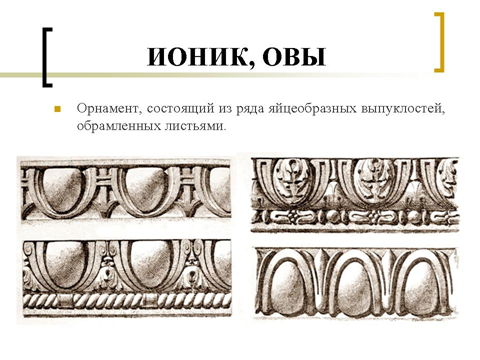 ИОНИК, ОВЫ
Орнамент, состоящий из ряда яйцеобразных выпуклостей,
обрамленных листьями.